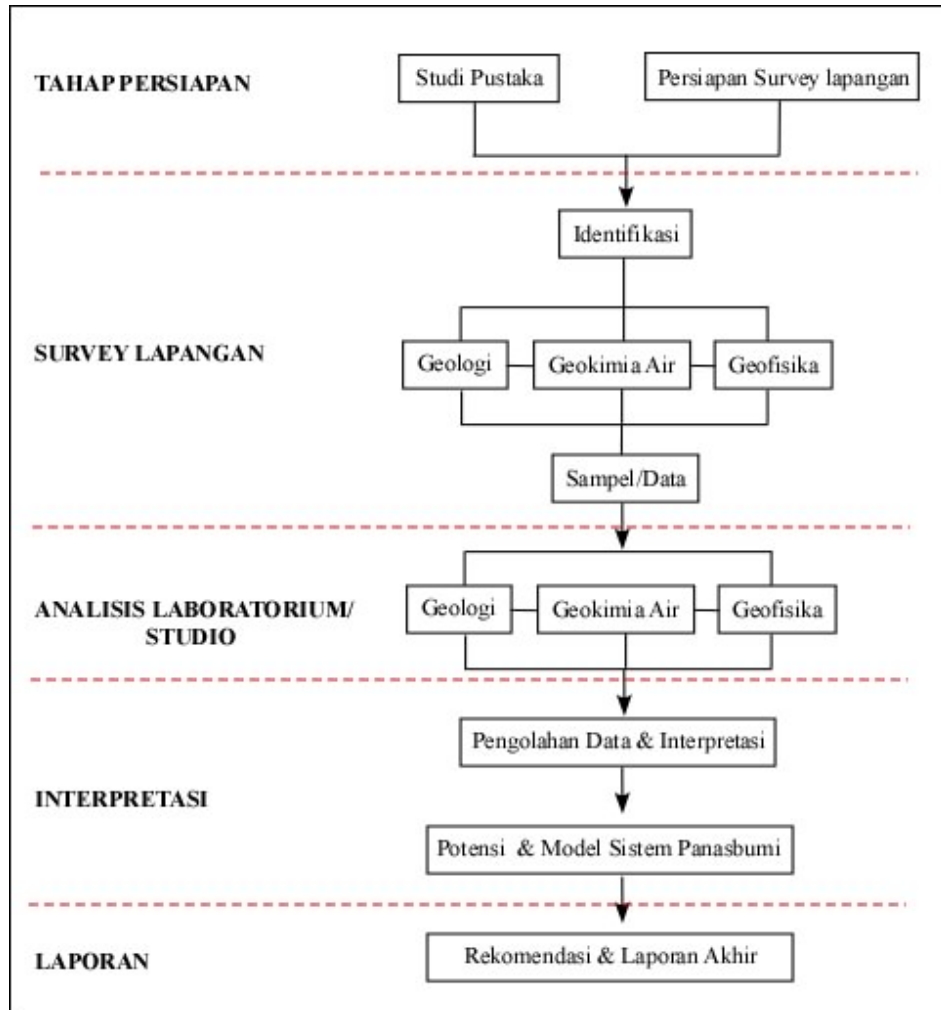 TAHAP PERSIAPAN
Studi Pustaka
Persiapan Survey lapangan
Identifikasi
SURVEY LAPANGAN
Geologi
Geokimia Air
Geofisika
Sampel/Data
ANALISIS LABORATORIUM/
STUDIO
Geologi
Geokimia Air
Geofisika
Pengolahan Data & Interpretasi
INTERPRETASI
Potensi & Model Sistem Panasbumi
LAPORAN
Rekomendasi & Laporan Akhir